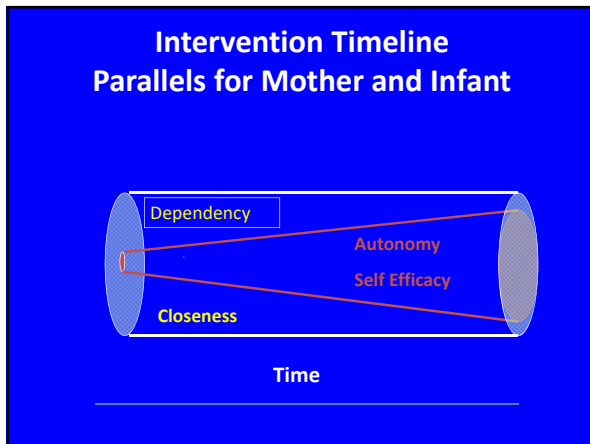 Intervention Timeline
Parallels for Mother and Infant
Dependency
Autonomy
Self Efficacy
Closeness
Time